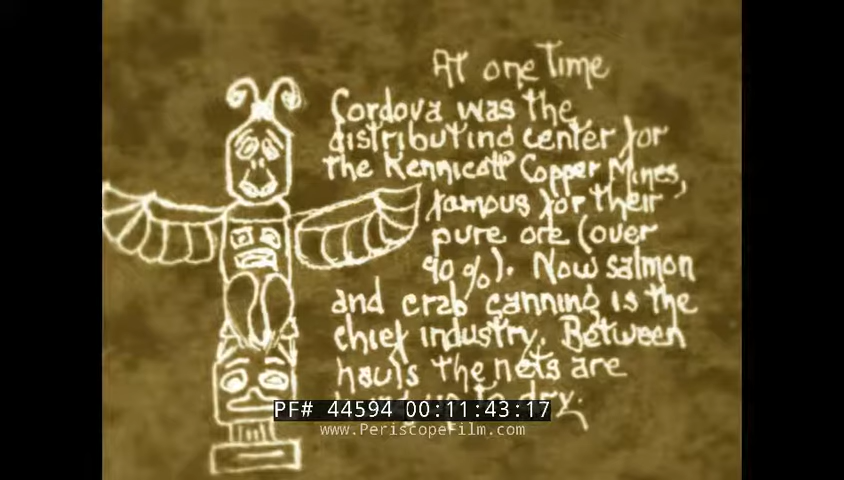 At one Time
Cordova was the
distributing center for
the Kennicott Copper Mines,
famous for their
pure ore (over
90%). Now salmon
and crab canning is the
chief industry. Between
hauls the nets are
to dry.
PF# 44594 00:11:43:17
www.PeriscopeFilm.com